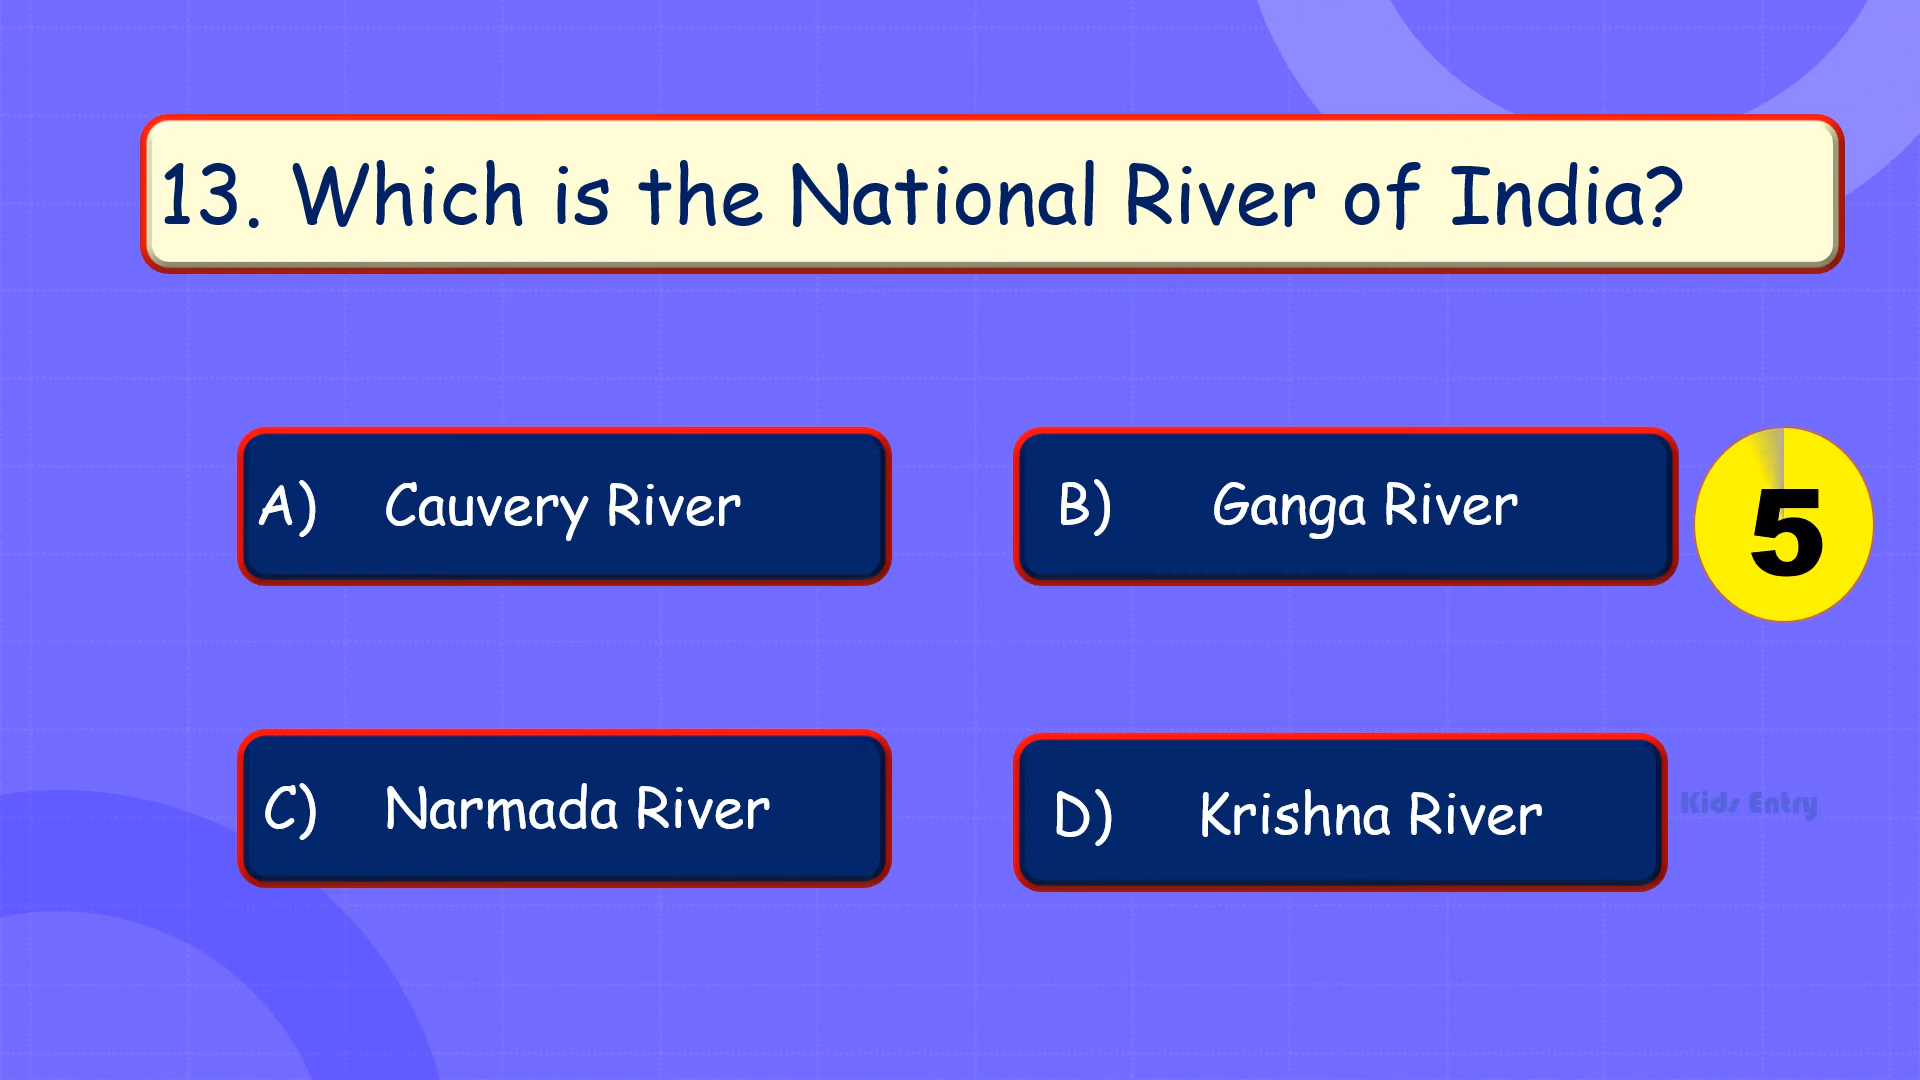 13. Which is the National River of India?
A) Cauvery River
B) Ganga River
5
C) Narmada River
D) Krishna River
Kids Entry